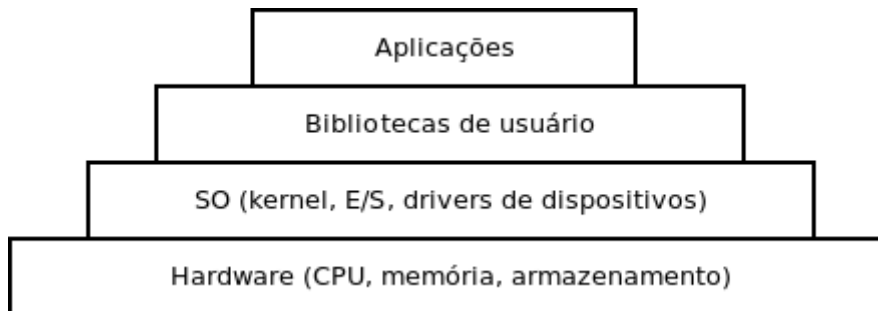 Aplicações
Bibliotecas de usuário
SO (kernel, E/S, drivers de dispositivos)
Hardware (CPU, memória, armazenamento)